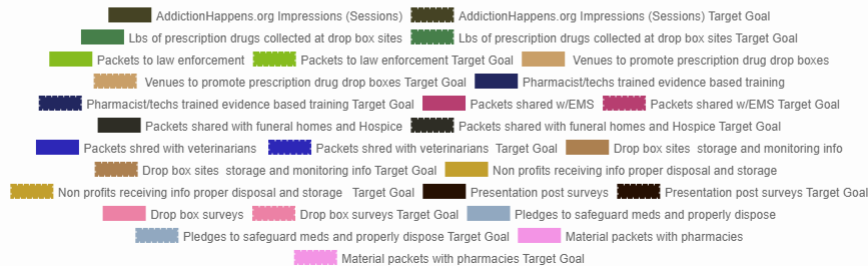 AddictionHappens.org Impressions (Sessions) AddictionHappens.org Impressions (Sessions) Target Goal
Lbs of prescription drugs collected at drop box sites Lbs of prescription drugs collected at drop box sites Target Goal
Packets to law enforcement Packets to law enforcement Target Goal Venues to promote prescription drug drop boxes
Venues to promote prescription drug drop boxes Target Goal Pharmacist/techs trained evidence based training
Pharmacist/techs trained evidence based training Target Goal Packets shared w/EMS Packets shared w/EMS Target Goal
Packets shared with funeral homes and Hospice Packets shared with funeral homes and Hospice Target Goal
Packets shred with veterinarians Packets shred with veterinarians Target Goal Drop box sites storage and monitoring info
Drop box sites storage and monitoring info Target Goal Non profits receiving info proper disposal and storage
Non profits receiving info proper disposal and storage Target Goal Presentation post surveys Presentation post surveys Target Goal
Drop box surveys Drop box surveys Target Goal Pledges to safeguard meds and properly dispose
Pledges to safeguard meds and properly dispose Target Goal Material packets with pharmacies
Material packets with pharmacies Target Goal